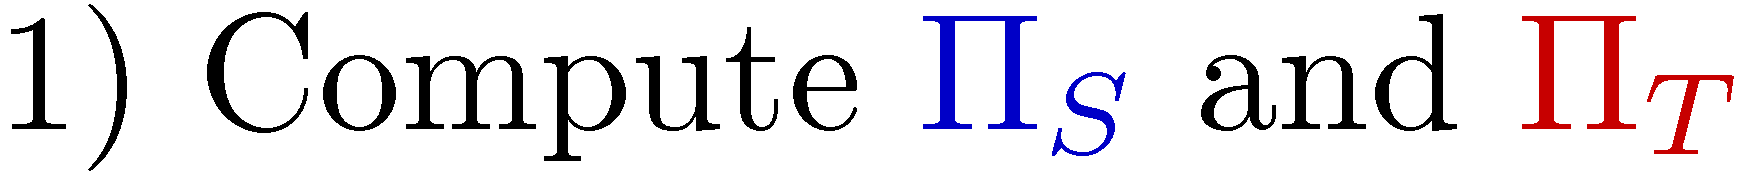 1) Compute Π_S and Π_T